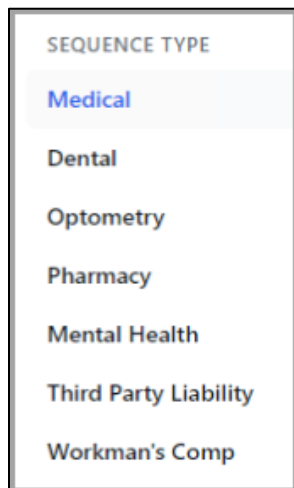 SEQUENCE TYPE
Medical
Dental
Optometry
Pharmacy
Mental Health
Third Party Liability
Workman's Comp